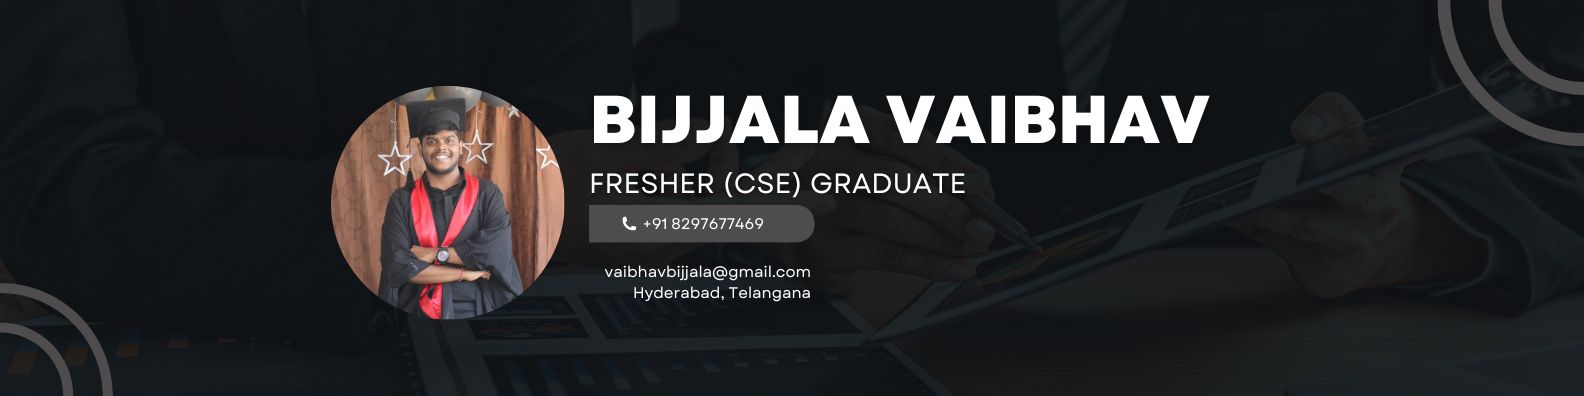 BIJJALA VAIBHAV
FRESHER (CSE) GRADUATE
+91 8297677469
vaibhavbijjala@gmail.com
Hyderabad, Telangana